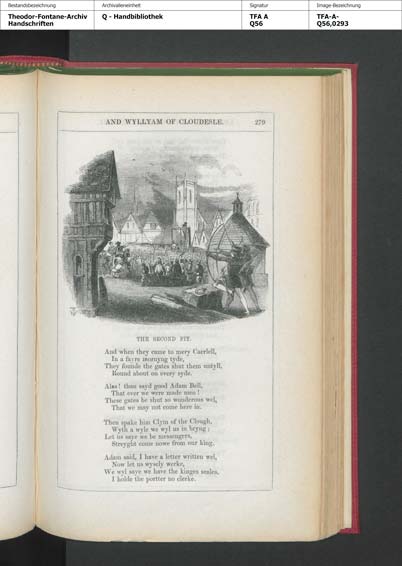 Bestandsbezeichnung
Theodor-Fontane-Archiv
Handschriften
Archivalieneinheit
Q - Handbibliothek
Signatur
TFA A
Q56
Image-Bezeichnung
TFA-A-
Q56,0293
AND WYLLYAM OF CLOUDESLE. 279
THE SECOND FIT.
And when they came to mery Caerlell,
In a fayre mornyng tyde,
They founde the gates shut them untyll,
Round about on every syde.
Alas! than sayd good Adam Bell,
That ever we were made men!
These gates be shut so wonderous wel,
That we may not come here in.
Then spake him Clym of the Clough,
Wyth a wyle we wyl us in bryng;
Let us saye we be messengers,
Streyght come nowe from our king.
Adam said, I have a letter written wel,
Now let us wysely werke,
We wyl saye we have the kinges seales,
I holde the portter no clerke.